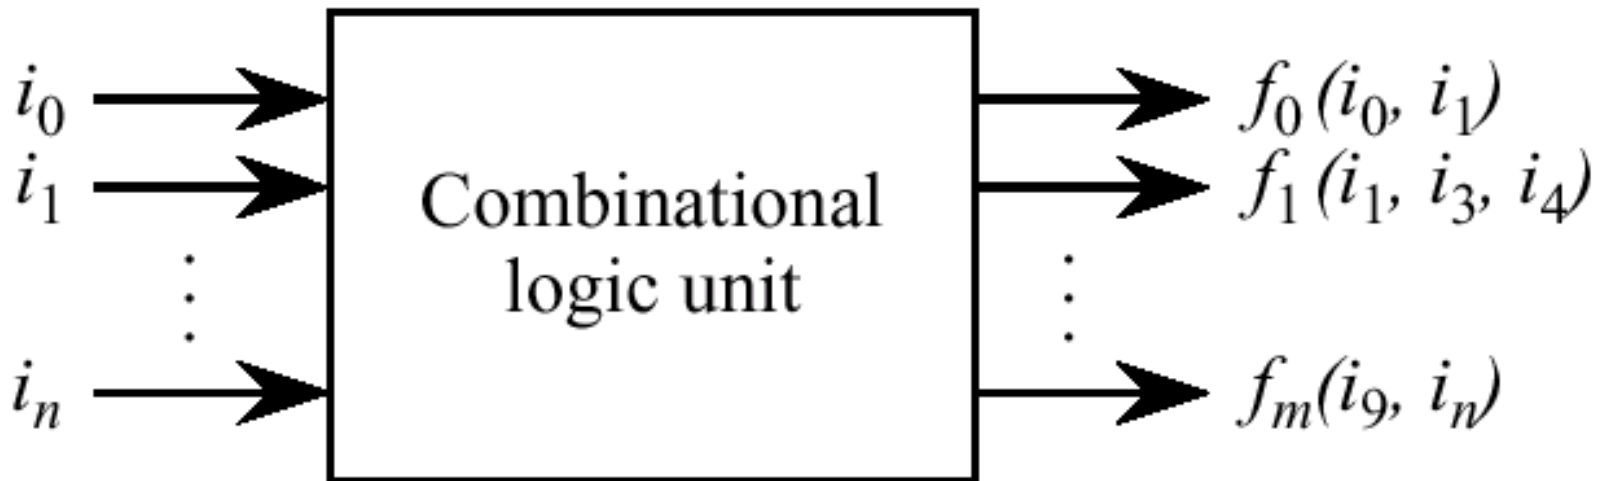 i₀
i₁
iₙ
Combinational
logic unit
f₀(i₀, i₁)
f₁(i₁, i₃, i₄)
fₘ(i₉, iₙ)